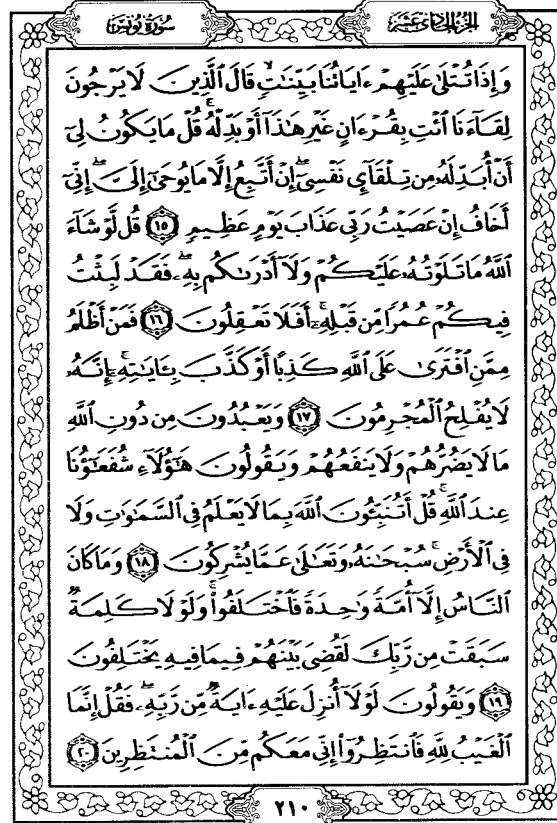 الجزء الحادي عشر
سورة يونس
وَإِذَا تُتْلَىٰ عَلَيْهِمْ ءَايَاتُنَا بَيِّنَٰتٍ قَالَ ٱلَّذِينَ لَا يَرْجُونَ
لِقَآءَنَا ٱئْتِ بِقُرْءَانٍ غَيْرِ هَٰذَآ أَوْ بَدِّلْهُ ۚ قُلْ مَا يَكُونُ لِىٓ
أَنْ أُبَدِّلَهُۥ مِن تِلْقَآئِ نَفْسِىٓ ۖ إِنْ أَتَّبِعُ إِلَّا مَا يُوحَىٰٓ إِلَىَّ ۖ إِنِّىٓ
أَخَافُ إِنْ عَصَيْتُ رَبِّى عَذَابَ يَوْمٍ عَظِيمٍ ﴿١٥﴾ قُل لَّوْ شَآءَ
ٱللَّهُ مَا تَلَوْتُهُۥ عَلَيْكُمْ وَلَآ أَدْرَىٰكُم بِهِۦ ۖ فَقَدْ لَبِثْتُ
فِيكُمْ عُمُرًا مِّن قَبْلِهِۦٓ ۚ أَفَلَا تَعْقِلُونَ ﴿١٦﴾ فَمَنْ أَظْلَمُ
مِمَّنِ ٱفْتَرَىٰ عَلَى ٱللَّهِ كَذِبًا أَوْ كَذَّبَ بِـَٔايَٰتِهِۦٓ ۚ إِنَّهُۥ
لَا يُفْلِحُ ٱلْمُجْرِمُونَ ﴿١٧﴾ وَيَعْبُدُونَ مِن دُونِ ٱللَّهِ
مَا لَا يَضُرُّهُمْ وَلَا يَنفَعُهُمْ وَيَقُولُونَ هَٰٓؤُلَآءِ شُفَعَٰٓؤُنَا
عِندَ ٱللَّهِ ۚ قُلْ أَتُنَبِّـُٔونَ ٱللَّهَ بِمَا لَا يَعْلَمُ فِى ٱلسَّمَٰوَٰتِ وَلَا
فِى ٱلْأَرْضِ ۚ سُبْحَٰنَهُۥ وَتَعَٰلَىٰ عَمَّا يُشْرِكُونَ ﴿١٨﴾ وَمَا كَانَ
ٱلنَّاسُ إِلَّآ أُمَّةً وَٰحِدَةً فَٱخْتَلَفُوا۟ ۚ وَلَوْلَا كَلِمَةٌ
سَبَقَتْ مِن رَّبِّكَ لَقُضِىَ بَيْنَهُمْ فِيمَا فِيهِ يَخْتَلِفُونَ
﴿١٩﴾ وَيَقُولُونَ لَوْلَآ أُنزِلَ عَلَيْهِ ءَايَةٌ مِّن رَّبِّهِۦ ۖ فَقُلْ إِنَّمَا
ٱلْغَيْبُ لِلَّهِ فَٱنتَظِرُوٓا۟ إِنِّى مَعَكُم مِّنَ ٱلْمُنتَظِرِينَ ﴿٢٠﴾
٢١٠